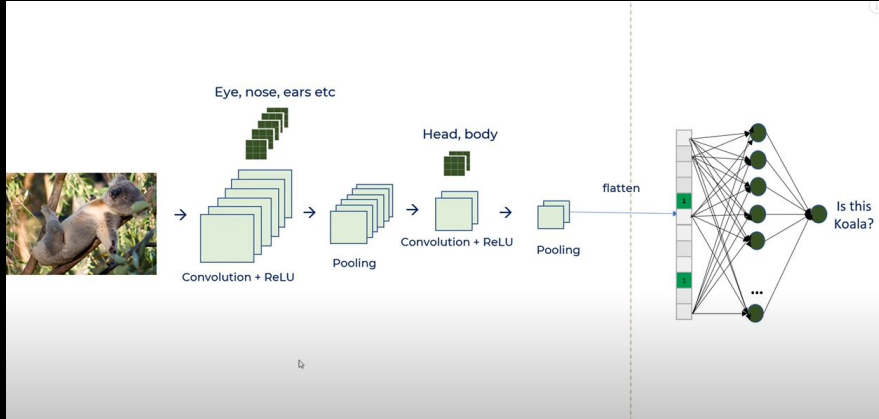 Eye, nose, ears etc
Head, body
flatten
1
1
Is this
Koala?
Convolution + ReLU
Pooling
Convolution + ReLU
Pooling
...